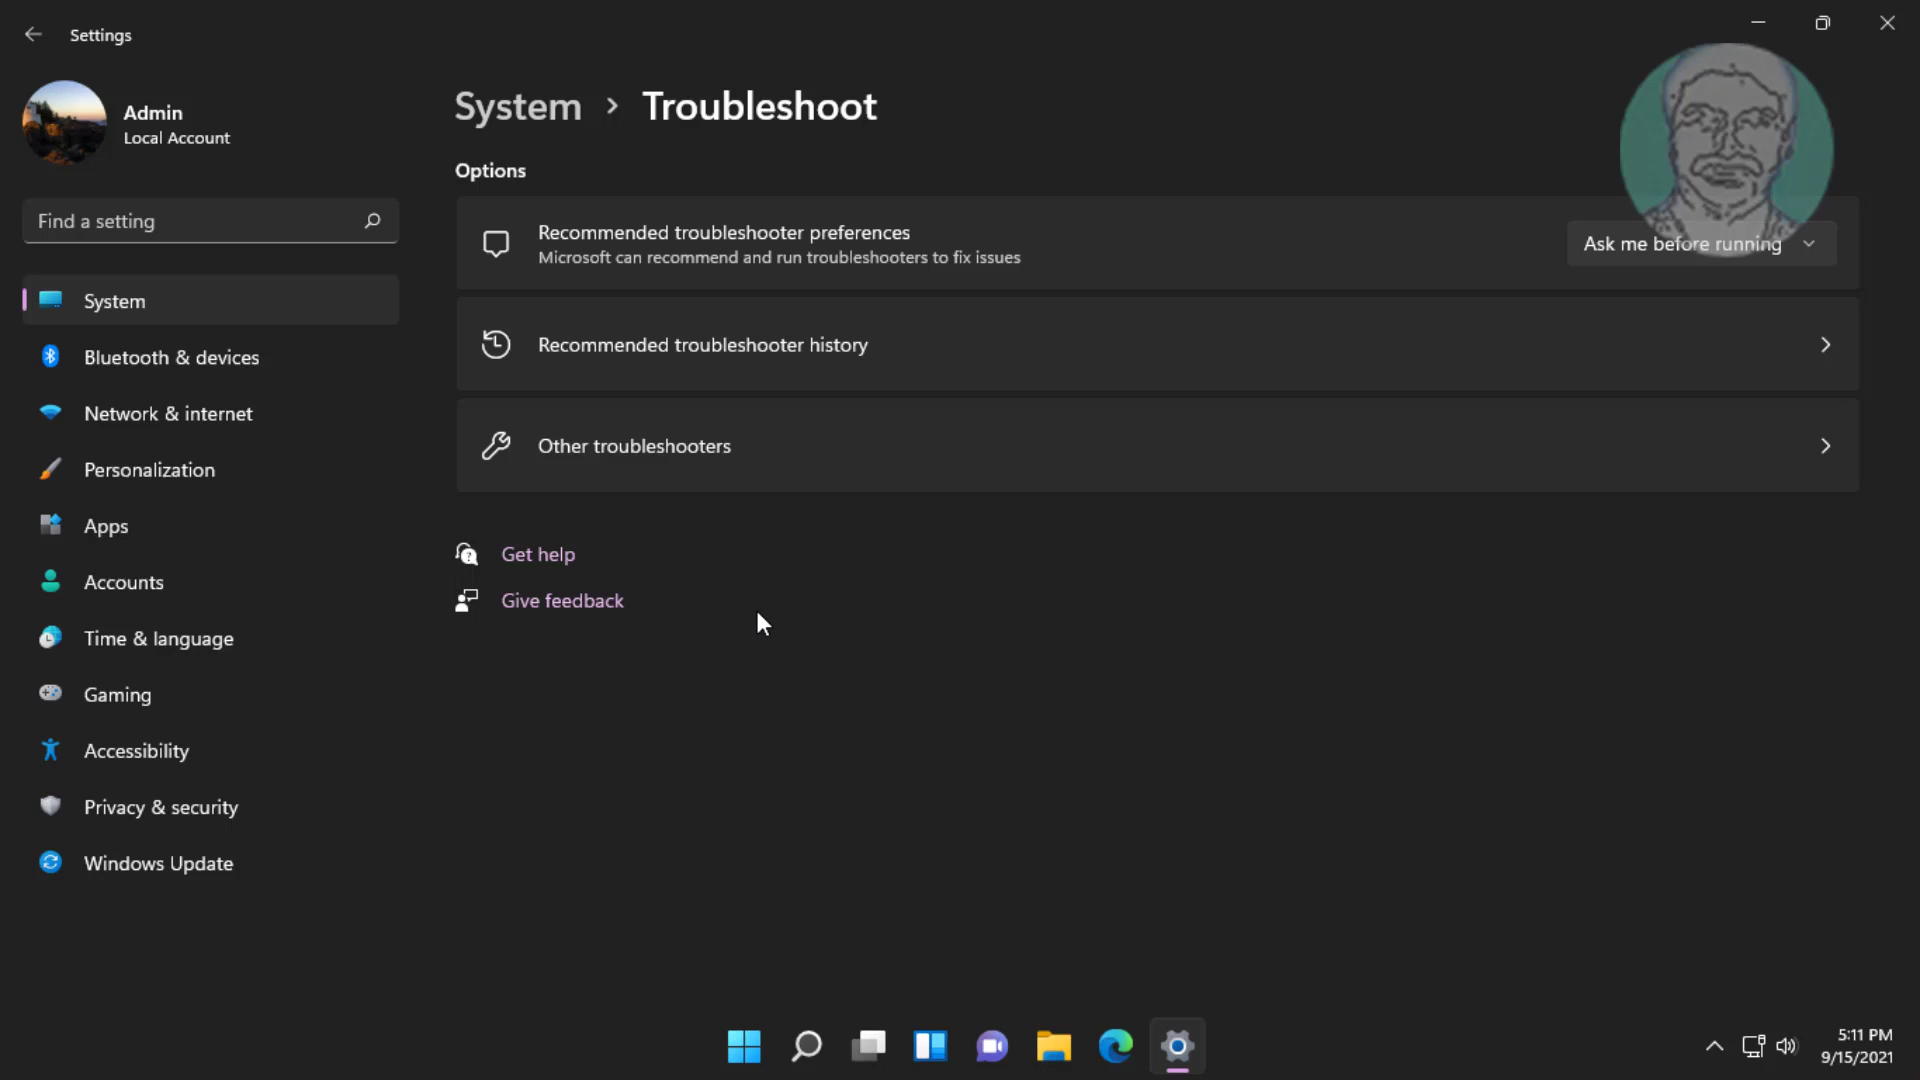 Settings
Admin
Local Account
Find a setting
System
Bluetooth & devices
Network & internet
Personalization
Apps
Accounts
Time & language
Gaming
Accessibility
Privacy & security
Windows Update
System > Troubleshoot
Options
Recommended troubleshooter preferences
Microsoft can recommend and run troubleshooters to fix issues
Ask me before running
Recommended troubleshooter history
Other troubleshooters
Get help
Give feedback
5:11 PM
9/15/2021